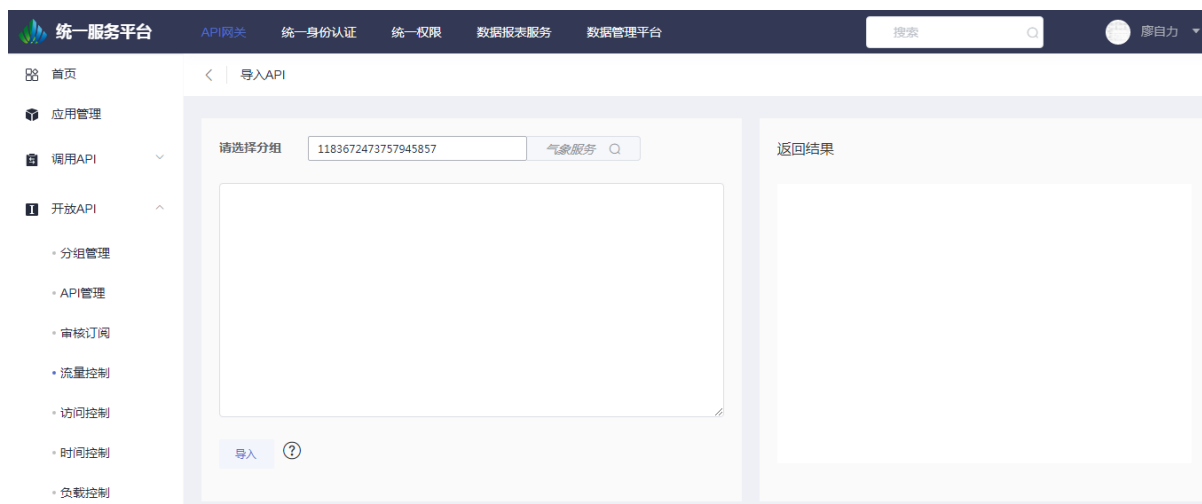 统一服务平台 API网关 统一身份认证 统一权限 数据报表服务 数据管理平台 搜索 廖自力
首页
导入API
应用管理
请选择分组 1183672473757945857 气象服务
返回结果
调用API
开放API
分组管理
API管理
审核订阅
流量控制
访问控制
时间控制
导入
负载控制